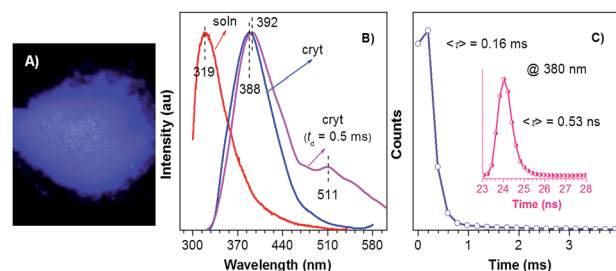 A)
soln
392
B)
319
388
cryt
cryt
(td = 0.5 ms)
511
Intensity (au)
300 370 440 510 580
Wavelength (nm)
C)
<τ> = 0.16 ms
@ 380 nm
<τ> = 0.53 ns
23 24 25 26 27 28
Time (ns)
Counts
0 1 2 3
Time (ms)